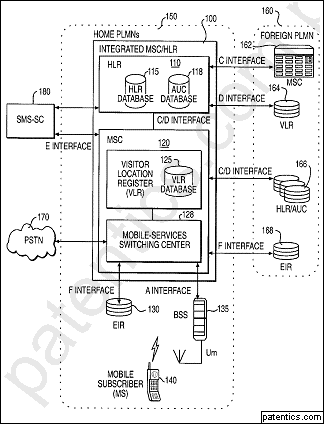 150
160
HOME PLMNs
100
FOREIGN PLMN
INTEGRATED MSC/HLR
162
C INTERFACE
HLR
110
115
118
HLR
DATABASE
AUC
DATABASE
MSC
D INTERFACE
164
180
SMS-SC
C/D INTERFACE
VLR
E INTERFACE
MSC
120
125
VISITOR
LOCATION
REGISTER
(VLR)
VLR
DATABASE
C/D INTERFACE
166
HLR/AUC
170
PSTN
128
MOBILE-SERVICES
SWITCHING CENTER
F INTERFACE
168
EIR
F INTERFACE
A INTERFACE
130
EIR
135
BSS
Um
MOBILE
SUBSCRIBER
(MS)
140
patentics.com
patentics.com